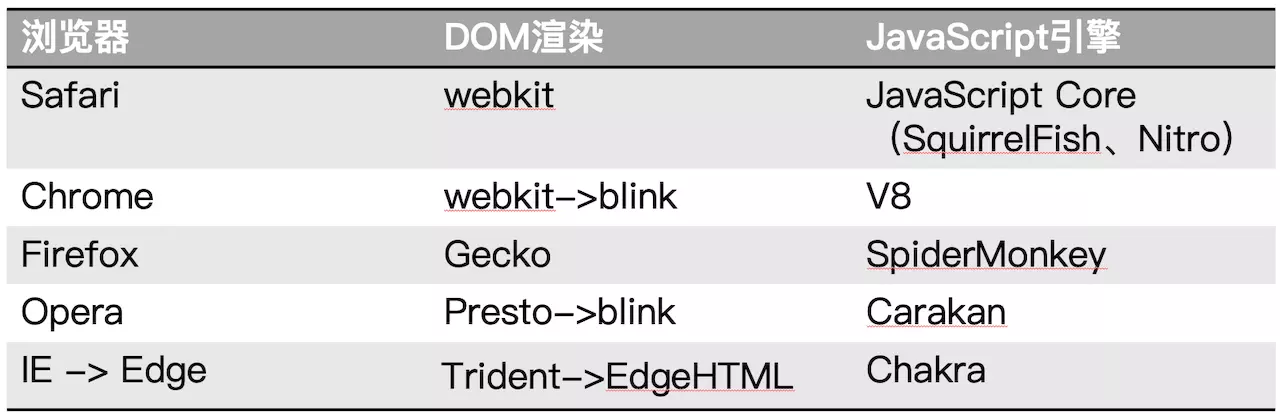 浏览器 DOM渲染 JavaScript引擎
Safari webkit JavaScript Core
（SquirrelFish、Nitro）
Chrome webkit->blink V8
Firefox Gecko SpiderMonkey
Opera Presto->blink Carakan
IE -> Edge Trident->EdgeHTML Chakra